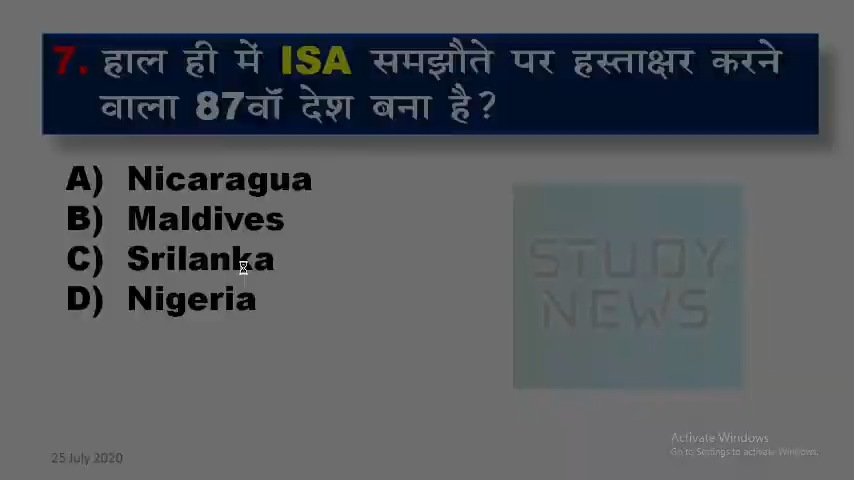 7. हाल ही में ISA समझौते पर हस्ताक्षर करने
वाला 87वॉ देश बना है?
A) Nicaragua
B) Maldives
C) Srilanka
D) Nigeria
STUDY
NEWS
25 July 2020
Activate Windows
Go to Settings to activate Windows.